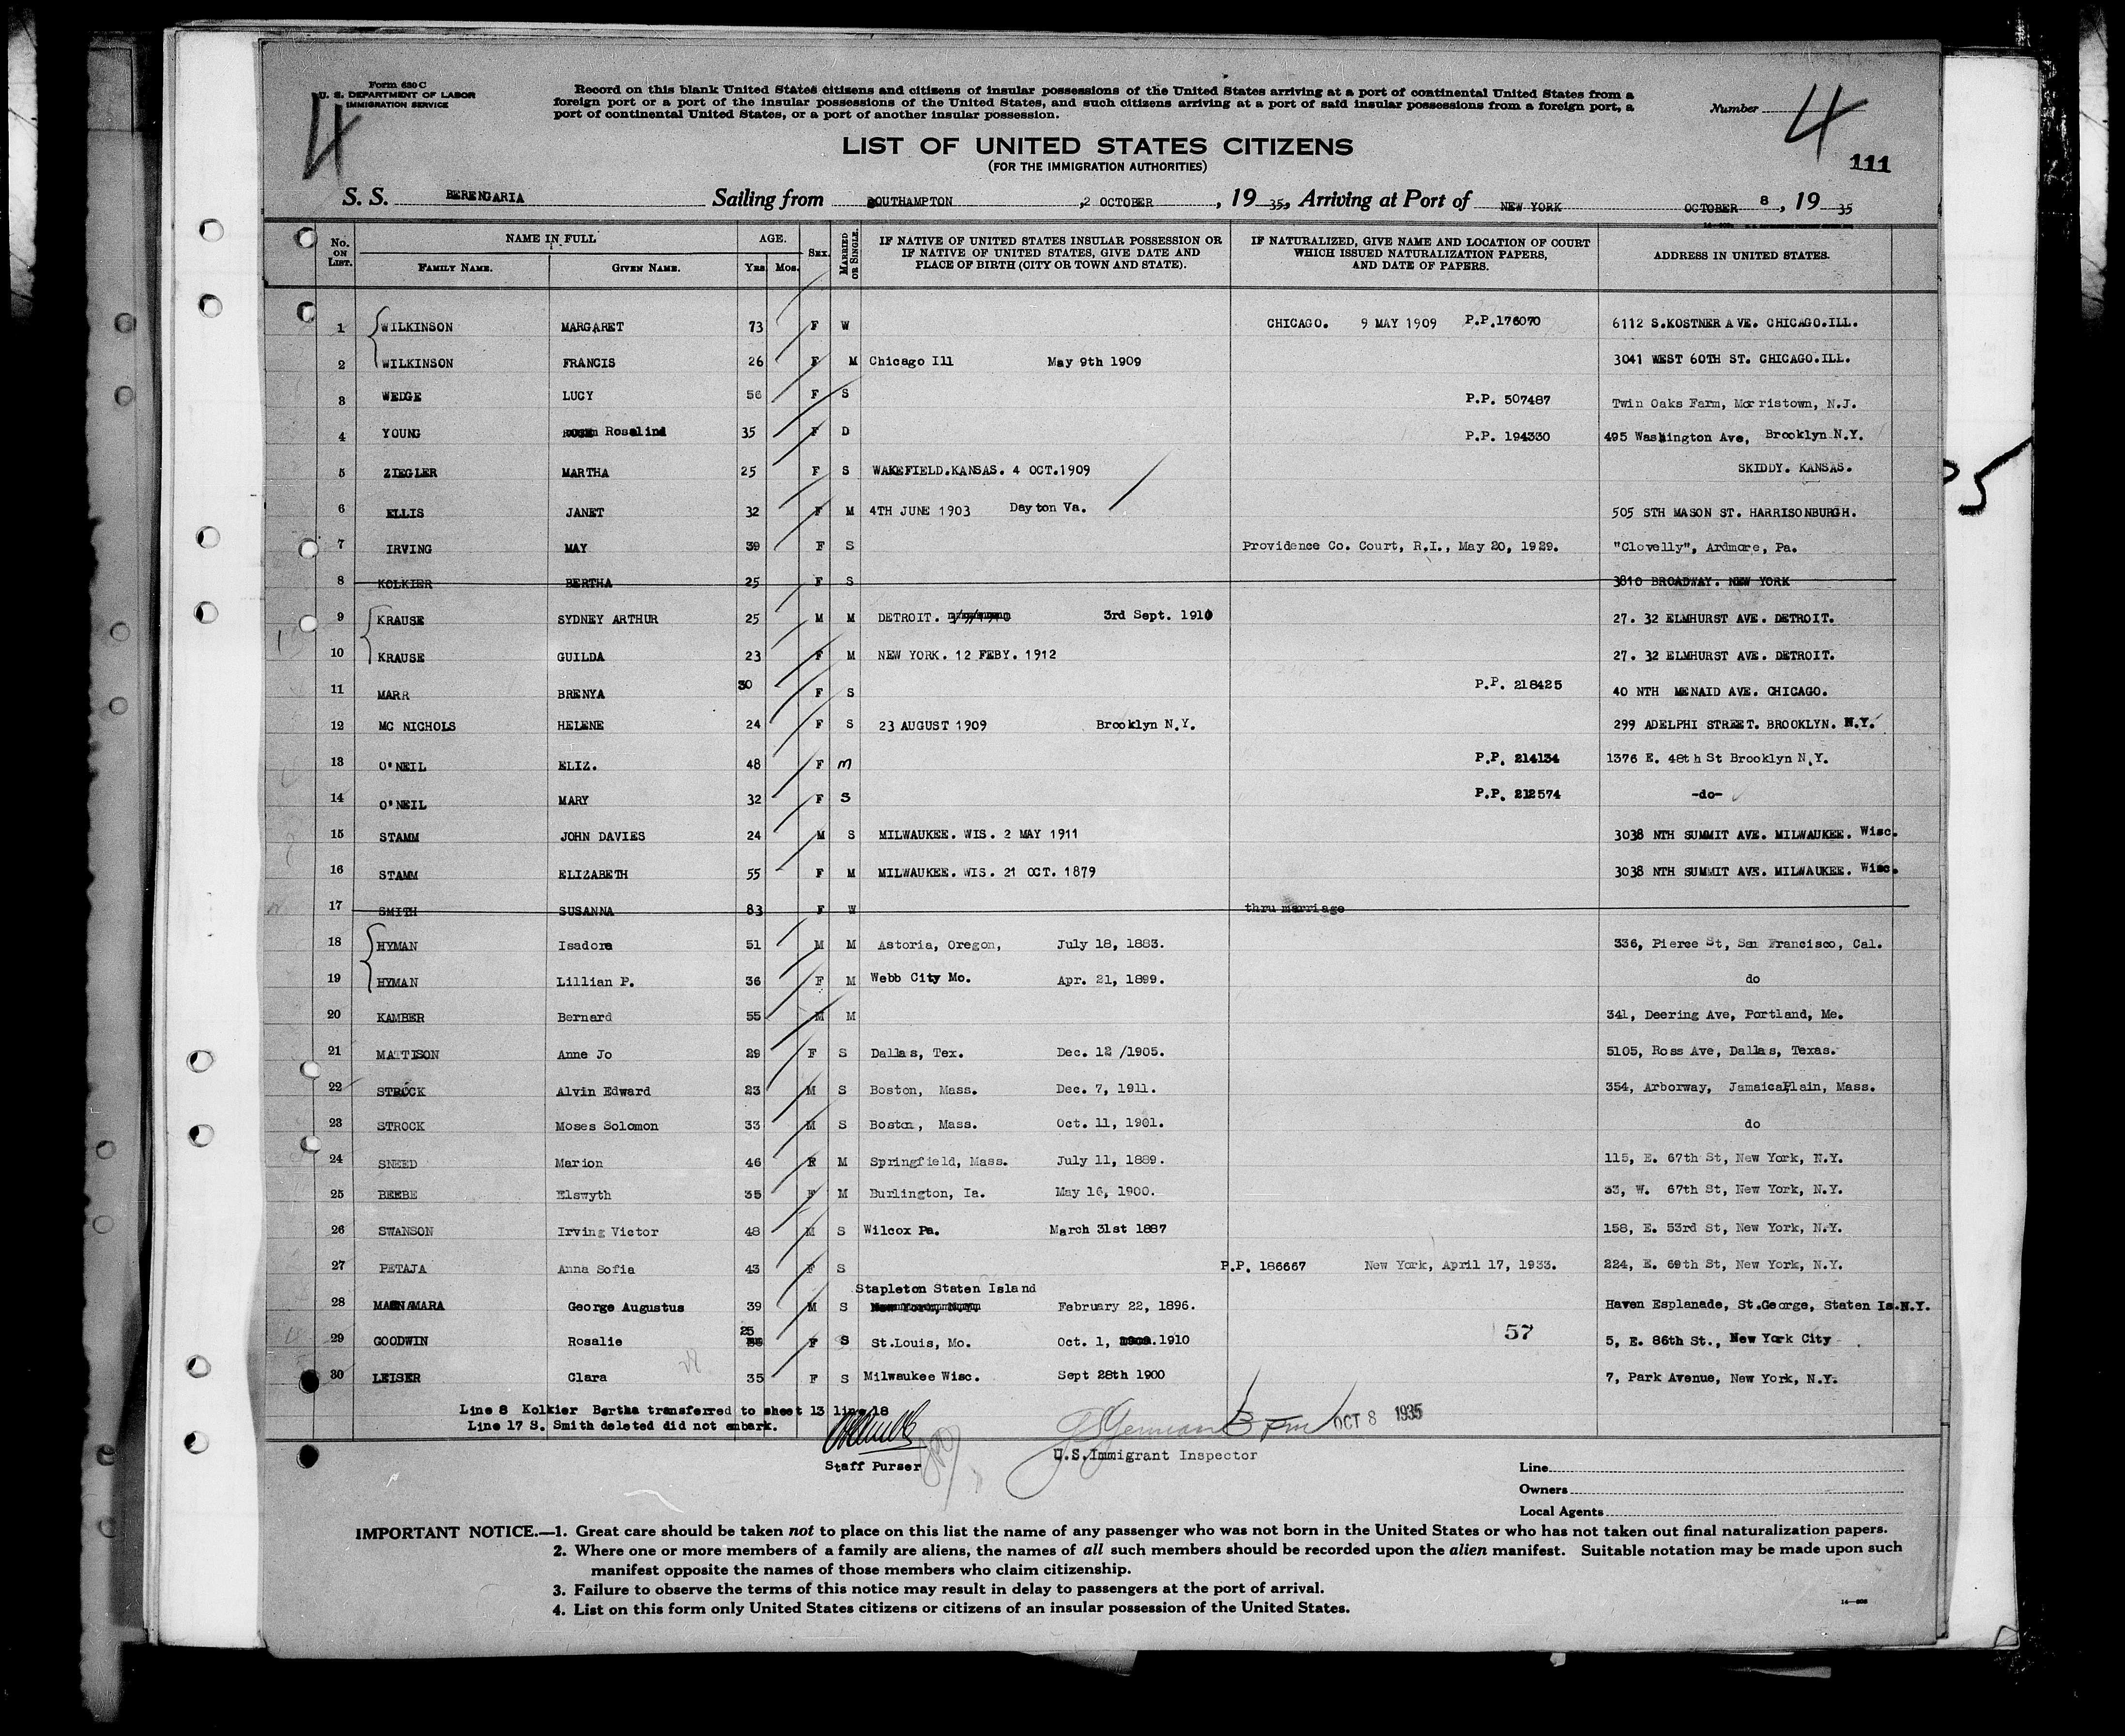 Form 630 C
U. S. DEPARTMENT OF LABOR
IMMIGRATION SERVICE
4
Record on this blank United States citizens and citizens of insular possessions of the United States arriving at a port of continental United States from a
foreign port or a port of the insular possessions of the United States, and such citizens arriving at a port of said insular possessions from a foreign port, a
port of continental United States, or a port of another insular possession.
Number 4
111
LIST OF UNITED STATES CITIZENS
(FOR THE IMMIGRATION AUTHORITIES)
S. S. BERENGARIA Sailing from SOUTHAMPTON ,2 OCTOBER , 19 35, Arriving at Port of NEW YORK OCTOBER 8 , 19 35
No. ON LIST. NAME IN FULL AGE. SEX. MARRIED OR SINGLE. IF NATIVE OF UNITED STATES INSULAR POSSESSION OR IF NATIVE OF UNITED STATES, GIVE DATE AND PLACE OF BIRTH (CITY OR TOWN AND STATE). IF NATURALIZED, GIVE NAME AND LOCATION OF COURT WHICH ISSUED NATURALIZATION PAPERS, AND DATE OF PAPERS. ADDRESS IN UNITED STATES.
FAMILY NAME. GIVEN NAME. YRS. MOS.
1 WILKINSON MARGARET 73 F W CHICAGO. 9 MAY 1909 P.P.176070 6112 S.KOSTNER AVE. CHICAGO.ILL.
2 WILKINSON FRANCIS 26 F M Chicago Ill May 9th 1909 3041 WEST 60TH ST. CHICAGO.ILL.
3 WEDGE LUCY 56 F S P.P. 507487 Twin Oaks Farm, Morristown, N.J.
4 YOUNG Rosalind 35 F D P.P. 194330 495 Washington Ave, Brooklyn N.Y.
5 ZIEGLER MARTHA 25 F S WAKEFIELD.KANSAS. 4 OCT.1909 SKIDDY. KANSAS.
6 ELLIS JANET 32 F M 4TH JUNE 1903 Dayton Va. 505 STH MASON ST. HARRISONBURGH.
7 IRVING MAY 39 F S Providence Co. Court, R.I., May 20, 1929. "Clovelly", Ardmore, Pa.
8 KOLKIER BERTHA 25 F S 3810 BROADWAY. NEW YORK
9 KRAUSE SYDNEY ARTHUR 25 M M DETROIT. 3rd Sept. 1910 27. 32 ELMHURST AVE. DETROIT.
10 KRAUSE GUILDA 23 F M NEW YORK. 12 FEBY. 1912 27. 32 ELMHURST AVE. DETROIT.
11 MARR BRENYA 30 F S P.P. 218425 40 NTH MENAID AVE. CHICAGO.
12 MC NICHOLS HELENE 24 F S 23 AUGUST 1909 Brooklyn N.Y. 299 ADELPHI STREET. BROOKLYN. N.Y.
13 O'NEIL ELIZ. 48 F M P.P. 214134 1376 E. 48th St Brooklyn N.Y.
14 O'NEIL MARY 32 F S P.P. 212574 -do-
15 STAMM JOHN DAVIES 24 M S MILWAUKEE. WIS. 2 MAY 1911 3038 NTH SUMMIT AVE. MILWAUKEE. Wisc.
16 STAMM ELIZABETH 55 F M MILWAUKEE. WIS. 21 OCT. 1879 3038 NTH SUMMIT AVE. MILWAUKEE. Wisc.
17 SMITH SUSANNA 83 F W thru marriage
18 HYMAN Isadore 51 M M Astoria, Oregon, July 18, 1883. 336, Pierce St, San Francisco, Cal.
19 HYMAN Lillian P. 36 F M Webb City Mo. Apr. 21, 1899. do
20 KAMBER Bernard 55 M M 341, Deering Ave, Portland, Me.
21 MATTISON Anne Jo 29 F S Dallas, Tex. Dec. 12 /1905. 5105, Ross Ave, Dallas, Texas.
22 STROCK Alvin Edward 23 M S Boston, Mass. Dec. 7, 1911. 354, Arborway, JamaicaPlain, Mass.
23 STROCK Moses Solomon 33 M S Boston, Mass. Oct. 11, 1901. do
24 SNEED Marion 46 M Springfield, Mass. July 11, 1889. 115, E. 67th St, New York, N.Y.
25 BEEBE Elswyth 35 F M Burlington, Ia. May 16, 1900. 33, W. 67th St, New York, N.Y.
26 SWANSON Irving Victor 48 M S Wilcox Pa. March 31st 1887 158, E. 53rd St, New York, N.Y.
27 PETAJA Anna Sofia 43 F S P.P. 186667 New York, April 17, 1933. 224, E. 69th St, New York, N.Y.
Stapleton Staten Island
28 George Augustus 39 M S New York, N.Y. February 22, 1896. Haven Esplanade, St.George, Staten Is.N.Y.
29 GOODWIN Rosalie 25 F S St.Louis, Mo. Oct. 1, 1910 57 5, E. 86th St., New York City
30 LEISER Clara 35 F S Milwaukee Wisc. Sept 28th 1900 7, Park Avenue, New York, N.Y.
Line 8 Kolkier Bertha transferred to sheet 13 line 18
Line 17 S. Smith deleted did not embark.
OCT 8 1935
Staff Purser
U.S.Immigrant Inspector
Line
Owners
Local Agents
IMPORTANT NOTICE.—1. Great care should be taken not to place on this list the name of any passenger who was not born in the United States or who has not taken out final naturalization papers.
2. Where one or more members of a family are aliens, the names of all such members should be recorded upon the alien manifest. Suitable notation may be made upon such
manifest opposite the names of those members who claim citizenship.
3. Failure to observe the terms of this notice may result in delay to passengers at the port of arrival.
4. List on this form only United States citizens or citizens of an insular possession of the United States.